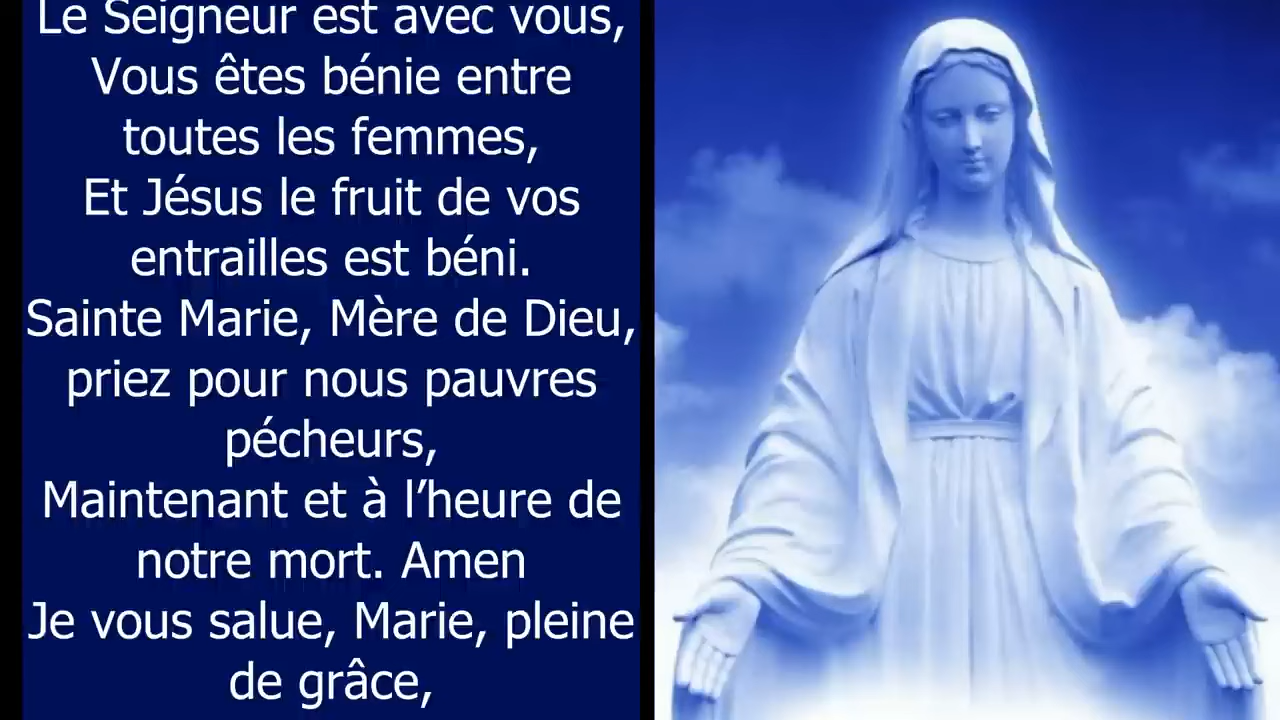 Le Seigneur est avec vous,
Vous êtes bénie entre
toutes les femmes,
Et Jésus le fruit de vos
entrailles est béni.
Sainte Marie, Mère de Dieu,
priez pour nous pauvres
pécheurs,
Maintenant et à l’heure de
notre mort. Amen
Je vous salue, Marie, pleine
de grâce,